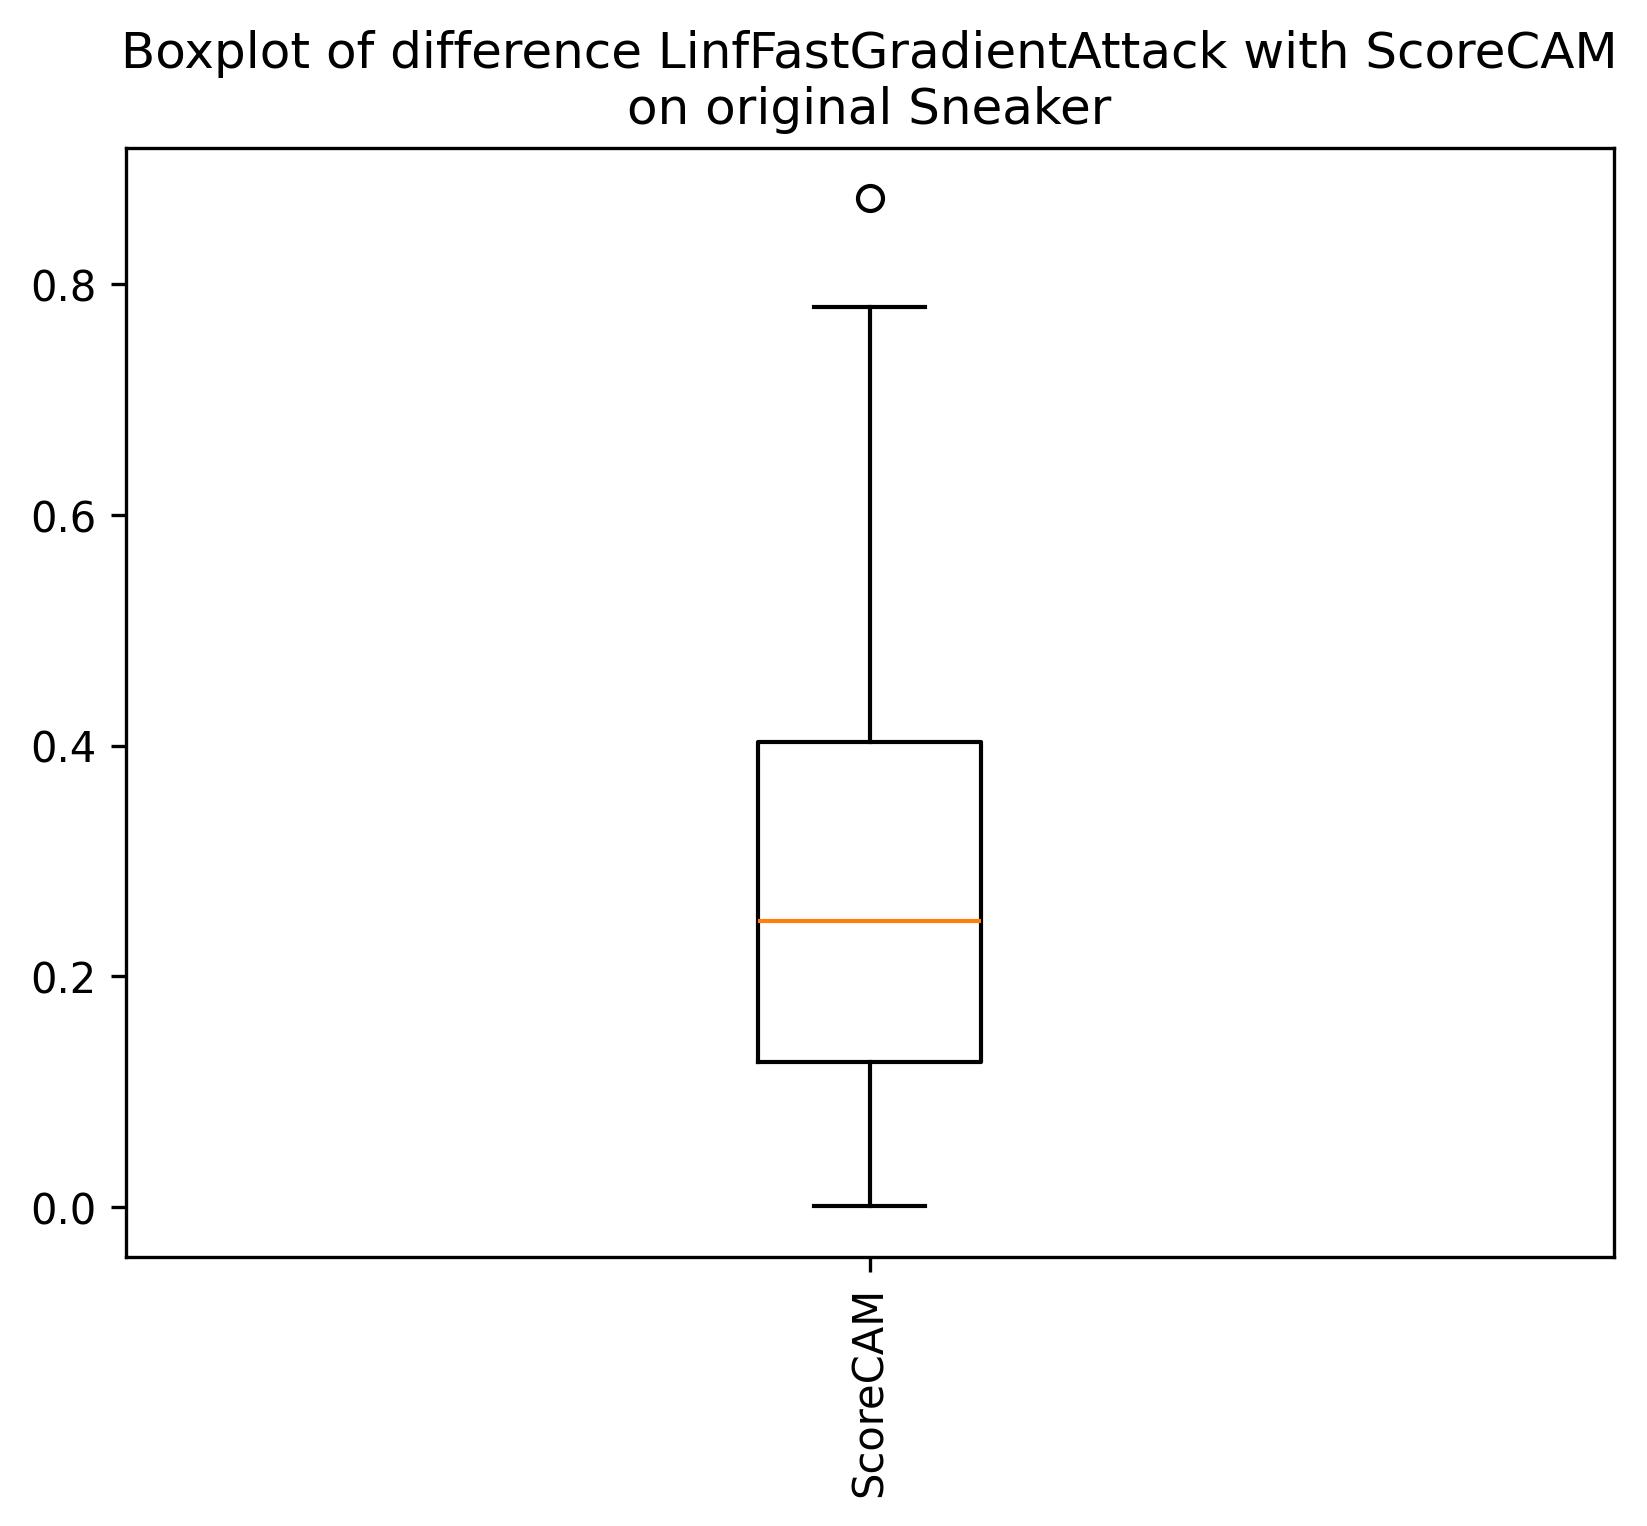 Boxplot of difference LinfFastGradientAttack with ScoreCAM
on original Sneaker
0.8
0.6
0.4
0.2
0.0
ScoreCAM